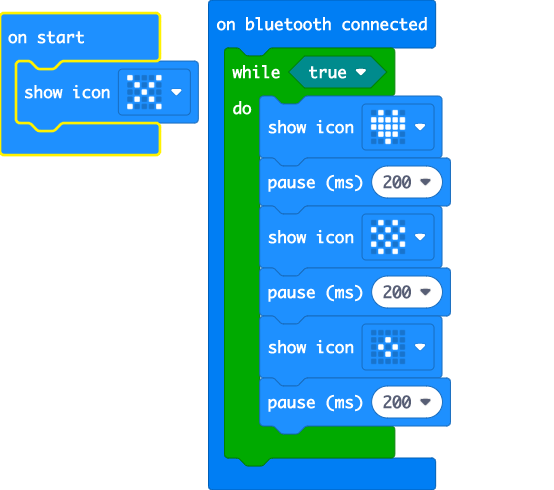 on start
show icon
on bluetooth connected
while true
do
show icon
pause (ms) 200
show icon
pause (ms) 200
show icon
pause (ms) 200